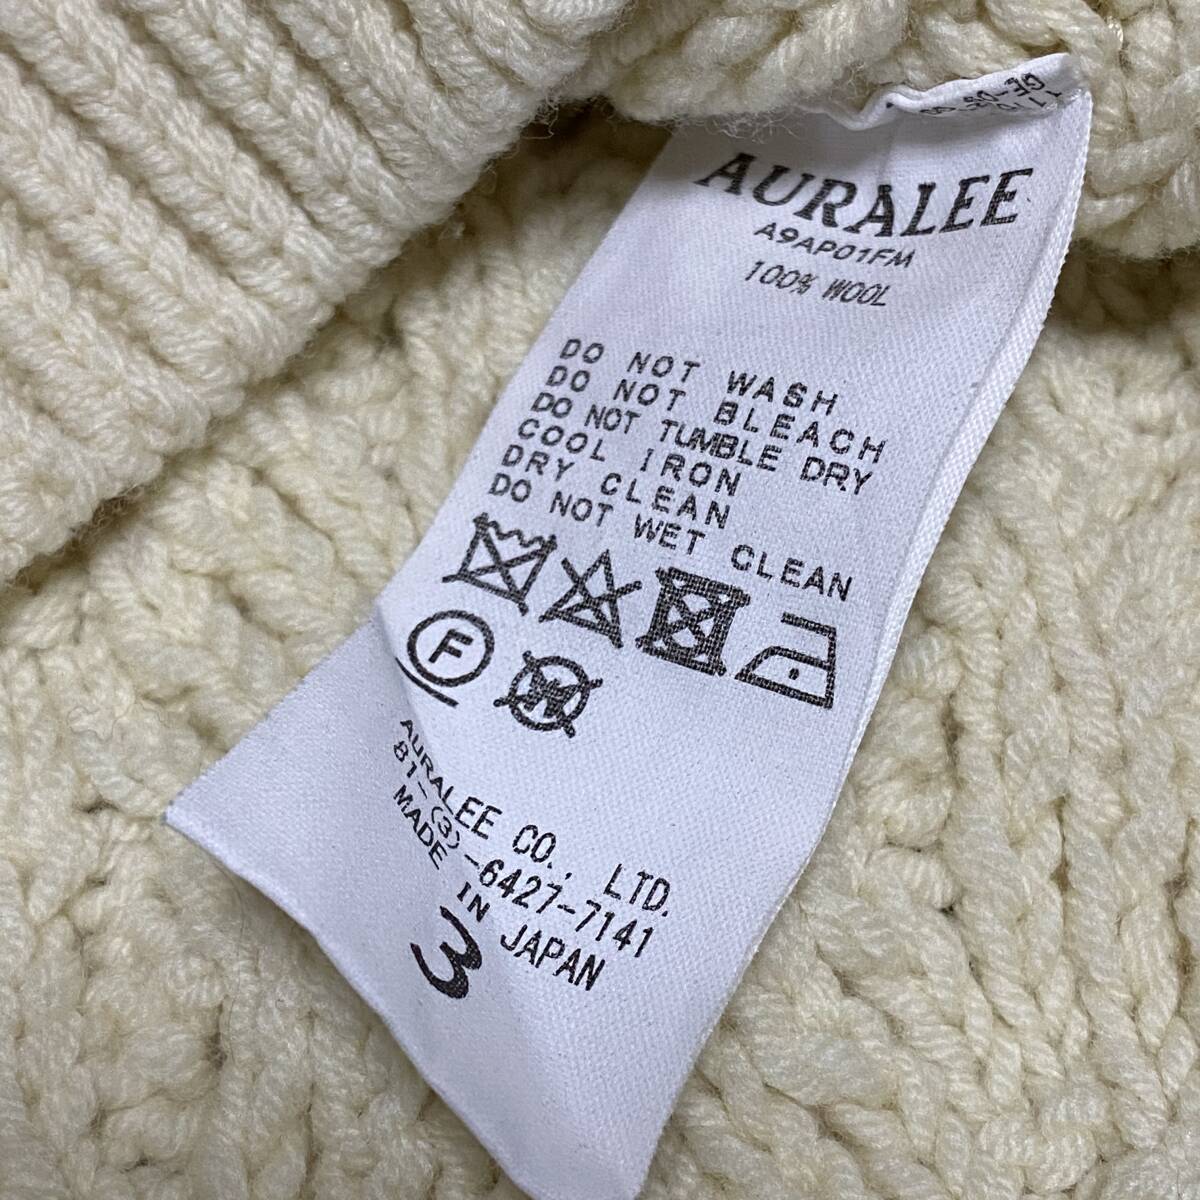 AURALEE
A9AP01FM
100% WOOL
DO NOT WASH
DO NOT BLEACH
DO NOT TUMBLE DRY
COOL IRON
DRY CLEAN
DO NOT WET CLEAN
F
W
AURALEE CO., LTD.
81-(3)-6427-7141
MADE IN JAPAN
3